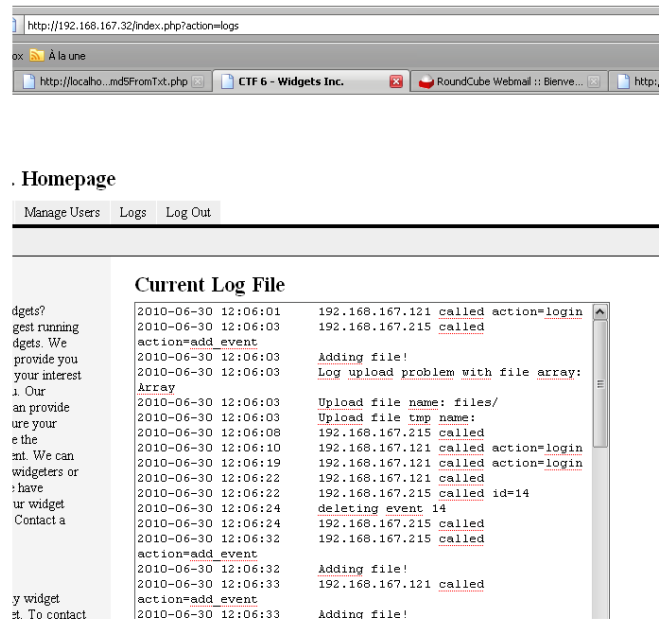 http://192.168.167.32/index.php?action=logs
ox À la une
http://localho...md5FromTxt.php CTF 6 - Widgets Inc. RoundCube Webmail :: Bienve... http:/
. Homepage
Manage Users Logs Log Out
dgets?
gest running
dgets. We
provide you
your interest
u. Our
an provide
ure your
e the
ent. We can
widgeters or
e have
ur widget
Contact a
y widget
et. To contact
Current Log File
2010-06-30 12:06:01 192.168.167.121 called action=login
2010-06-30 12:06:03 192.168.167.215 called
action=add_event
2010-06-30 12:06:03 Adding file!
2010-06-30 12:06:03 Log upload problem with file array:
Array
2010-06-30 12:06:03 Upload file name: files/
2010-06-30 12:06:03 Upload file tmp name:
2010-06-30 12:06:08 192.168.167.215 called
2010-06-30 12:06:10 192.168.167.121 called action=login
2010-06-30 12:06:19 192.168.167.121 called action=login
2010-06-30 12:06:22 192.168.167.121 called
2010-06-30 12:06:22 192.168.167.215 called id=14
2010-06-30 12:06:24 deleting event 14
2010-06-30 12:06:24 192.168.167.215 called
2010-06-30 12:06:32 192.168.167.215 called
action=add_event
2010-06-30 12:06:32 Adding file!
2010-06-30 12:06:33 192.168.167.121 called
action=add_event
2010-06-30 12:06:33 Adding file!